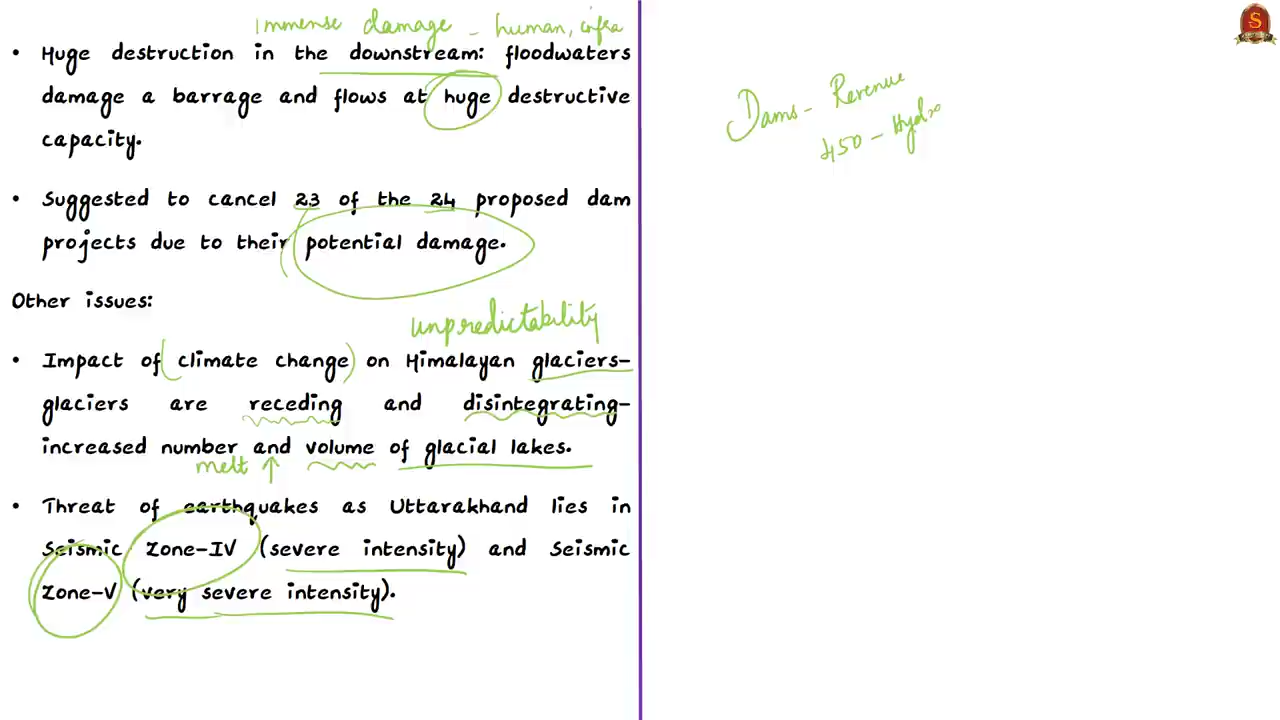 Immense damage - human, infra
• Huge destruction in the downstream: floodwaters
damage a barrage and flows at huge destructive
capacity.
• Suggested to cancel 23 of the 24 proposed dam
projects due to their potential damage.
Other issues:
unpredictability
• Impact of (climate change) on Himalayan glaciers-
glaciers are receding and disintegrating-
increased number and volume of glacial lakes.
melt ↑
• Threat of earthquakes as Uttarakhand lies in
Seismic Zone-IV (severe intensity) and Seismic
Zone-V (very severe intensity).
Dams - Revenue
450 - Hydro
S